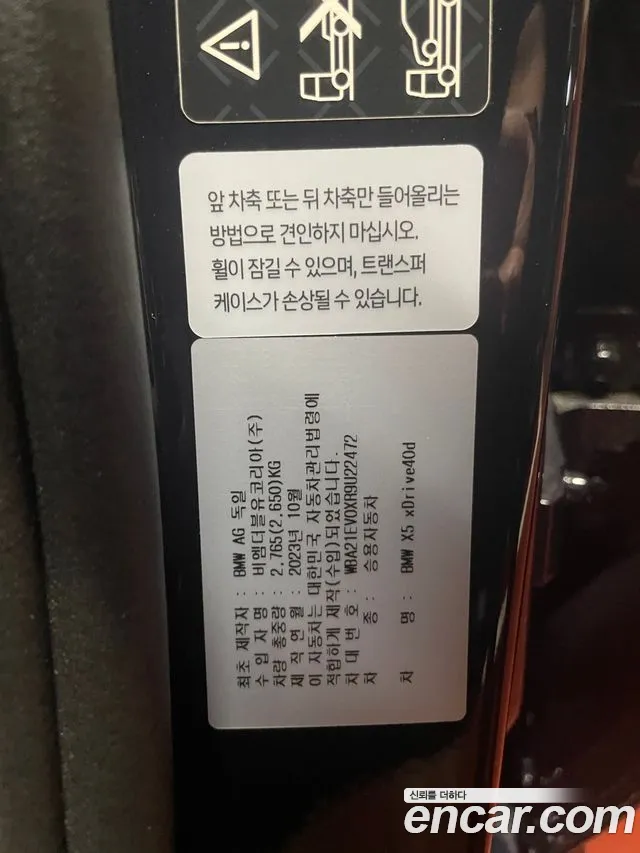 앞 차축 또는 뒤 차축만 들어올리는
방법으로 견인하지 마십시오.
휠이 잠길 수 있으며, 트랜스퍼
케이스가 손상될 수 있습니다.
최초 제작자 : BMW AG 독일
수 입 자 명 : 비엠더블유코리아(주)
차량 총중량 : 2,765(2,650)KG
제 작 연 월 : 2023년 10월
이 자동차는 대한민국 자동차관리법령에
적합하게 제작(수입)되었습니다.
차 대 번 호 : WBA21EV0XR9U22472
차 종 : 승용자동차
차 명 : BMW X5 xDrive40d
신뢰를 더하다
encar.com